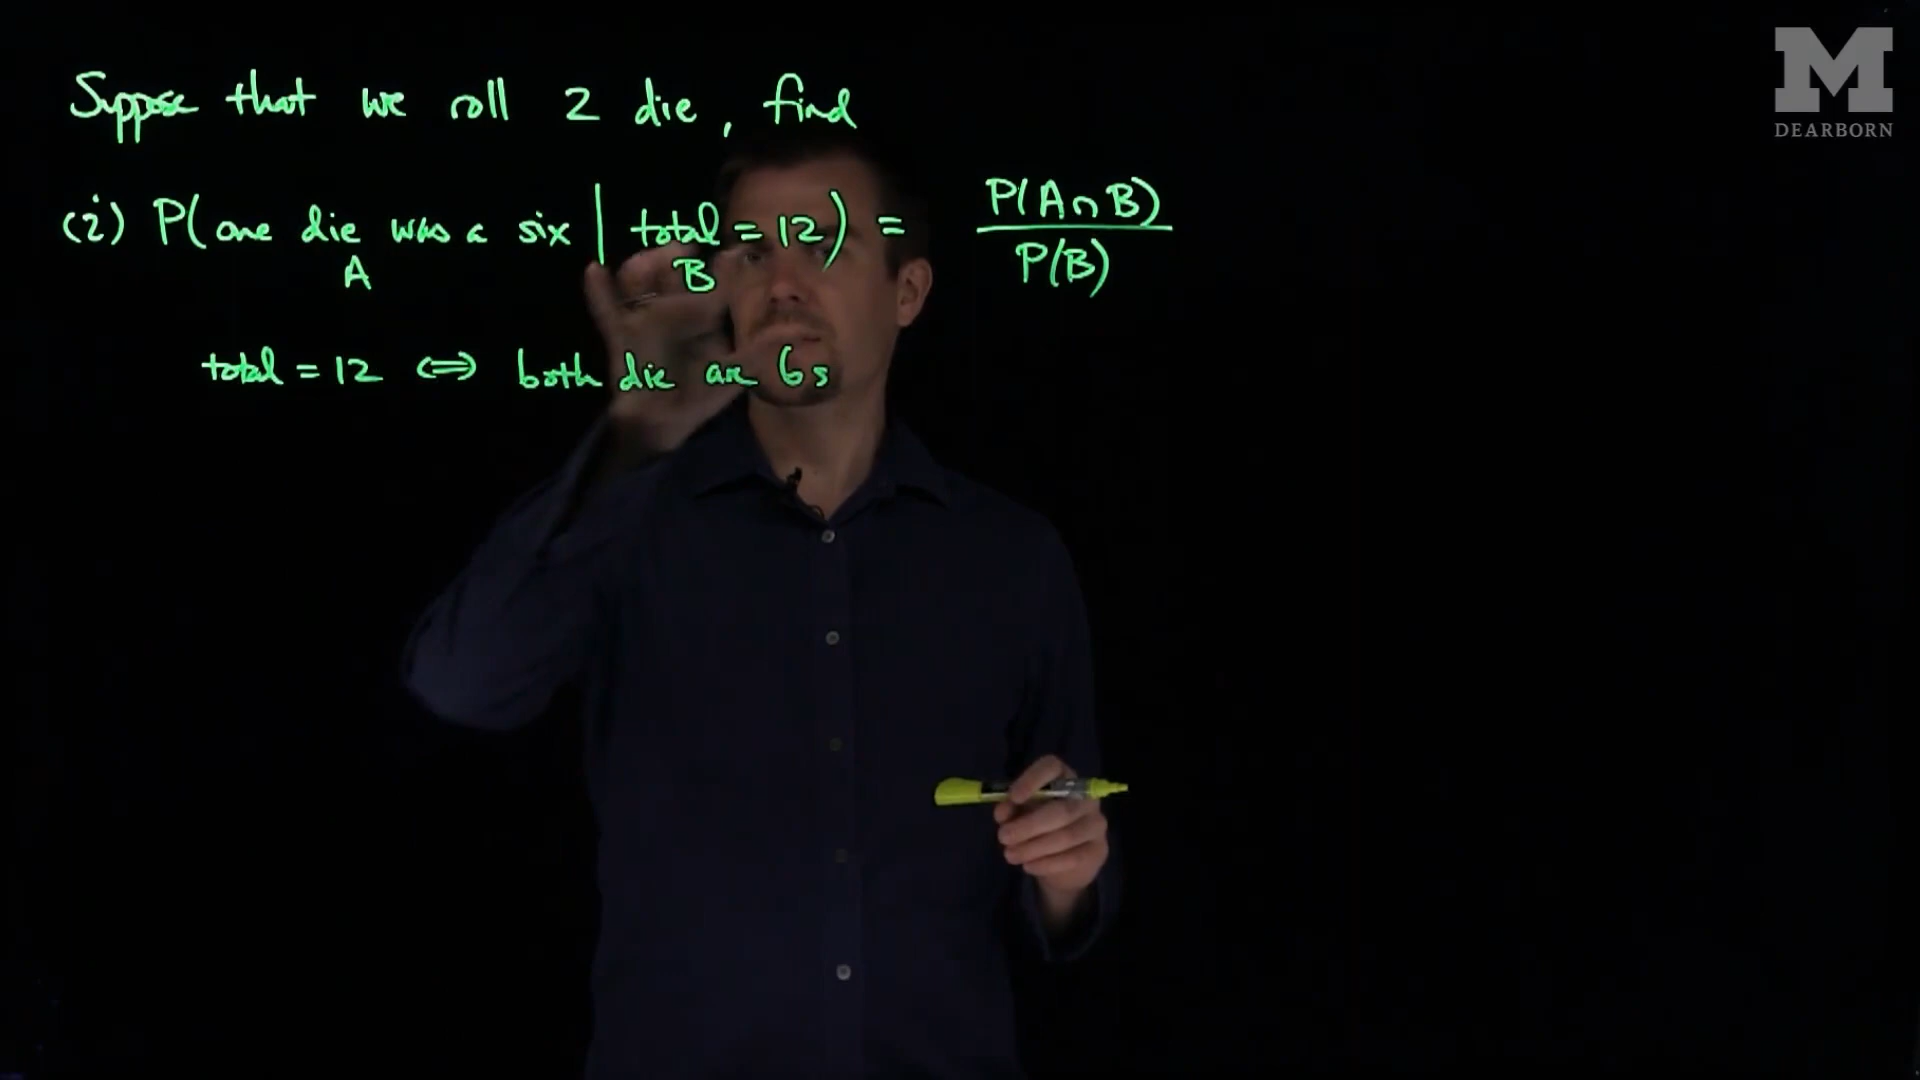 M
DEARBORN
Suppose that we roll 2 die, find
(i) P(one die was a six | total = 12) = P(A∩B)
P(B)
A B
total = 12 ⟺ both die are 6s